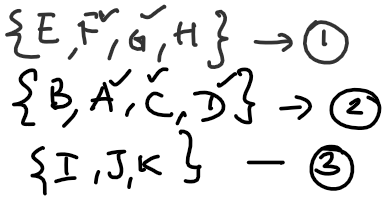 {E, F✓, G✓, H} → ①
{B, A✓, C✓, D✓} → ②
{I, J, K} — ③